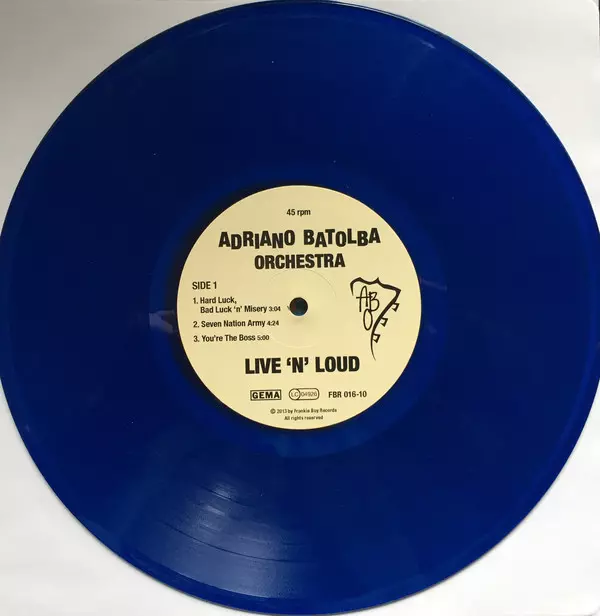 45 rpm
ADRIANO BATOLBA
ORCHESTRA
SIDE 1
1. Hard Luck,
Bad Luck 'n' Misery 3:04
2. Seven Nation Army 4:24
3. You're The Boss 5:00
ABO
LIVE 'N' LOUD
GEMA LC 04926 FBR 016-10
© 2013 by Frankie Boy Records
All rights reserved